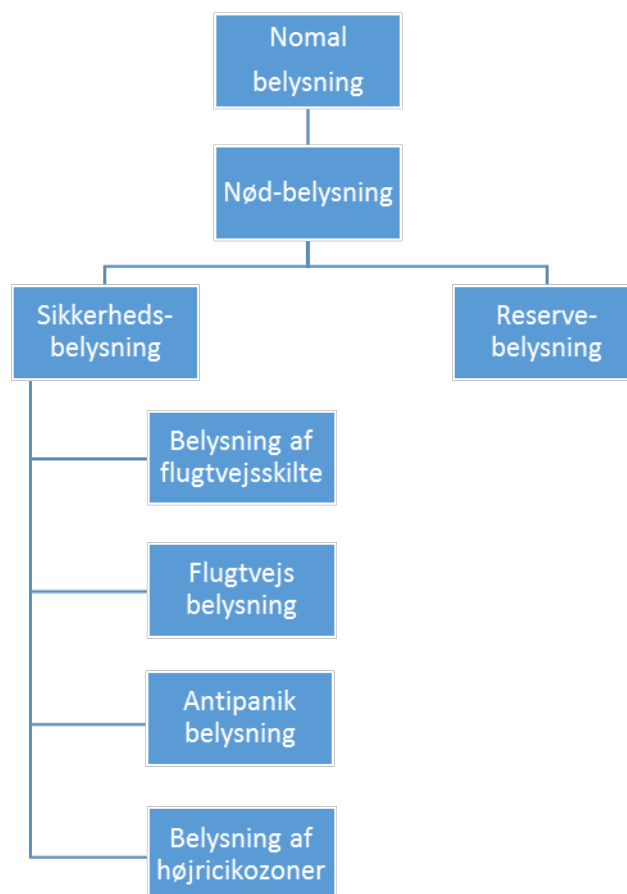 Nomal
belysning
Nød-belysning
Sikkerheds-
belysning
Reserve-
belysning
Belysning af
flugtvejsskilte
Flugtvejs
belysning
Antipanik
belysning
Belysning af
højricikozoner